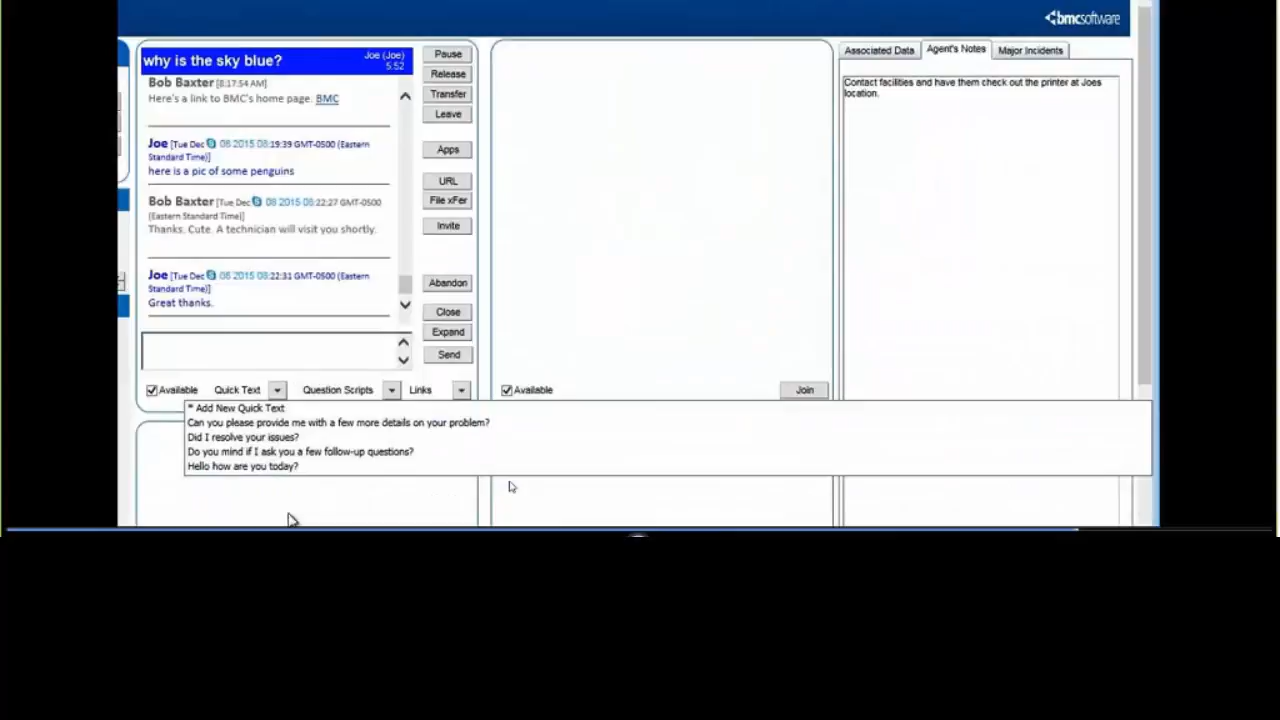 bmcsoftware
why is the sky blue?
Joe (Joe)
5:52
Bob Baxter [8:17:54 AM]
Here's a link to BMC's home page. BMC
Joe [Tue Dec 08 2015 08:19:39 GMT-0500 (Eastern
Standard Time)]
here is a pic of some penguins
Bob Baxter [Tue Dec 08 2015 08:22:27 GMT-0500
(Eastern Standard Time)]
Thanks. Cute. A technician will visit you shortly.
Joe [Tue Dec 08 2015 08:22:31 GMT-0500 (Eastern
Standard Time)]
Great thanks.
Pause
Release
Transfer
Leave
Apps
URL
File xFer
Invite
Abandon
Close
Expand
Send
Available Quick Text Question Scripts Links
* Add New Quick Text
Can you please provide me with a few more details on your problem?
Did I resolve your issues?
Do you mind if I ask you a few follow-up questions?
Hello how are you today?
Available
Join
Associated Data Agent's Notes Major Incidents
Contact facilities and have them check out the printer at Joes
location.